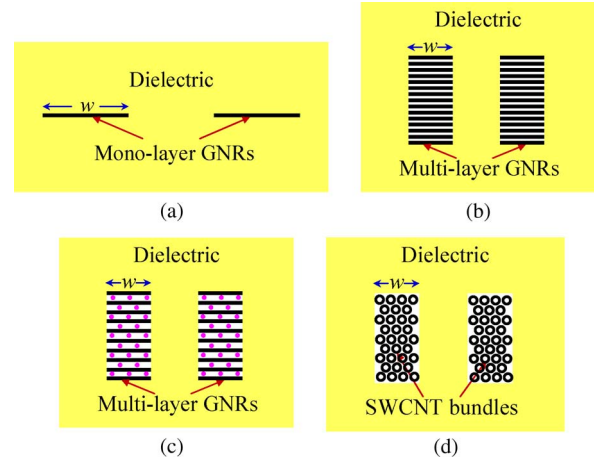 Dielectric
w
Mono-layer GNRs
(a)
Dielectric
w
Multi-layer GNRs
(b)
Dielectric
w
Multi-layer GNRs
(c)
Dielectric
w
SWCNT bundles
(d)